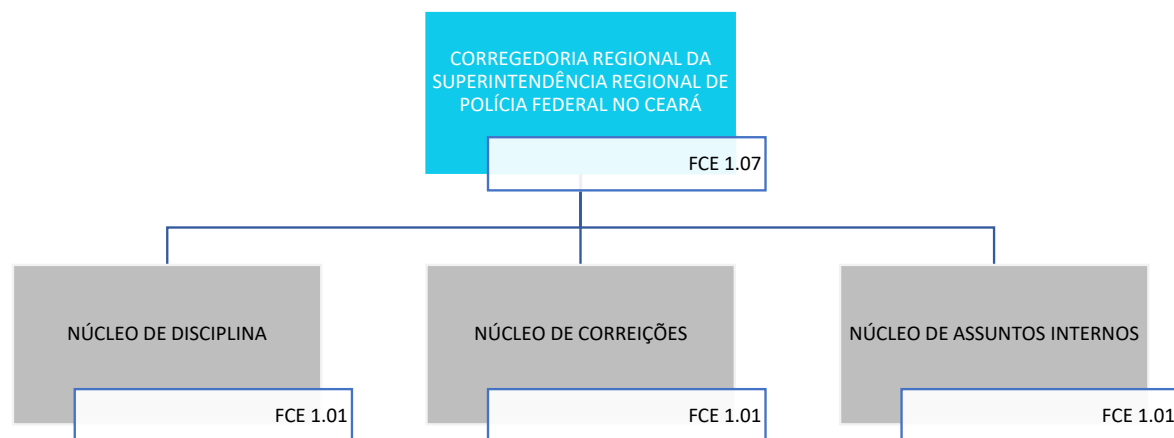 CORREGEDORIA REGIONAL DA
SUPERINTENDÊNCIA REGIONAL DE
POLÍCIA FEDERAL NO CEARÁ
FCE 1.07
NÚCLEO DE DISCIPLINA
FCE 1.01
NÚCLEO DE CORREIÇÕES
FCE 1.01
NÚCLEO DE ASSUNTOS INTERNOS
FCE 1.01